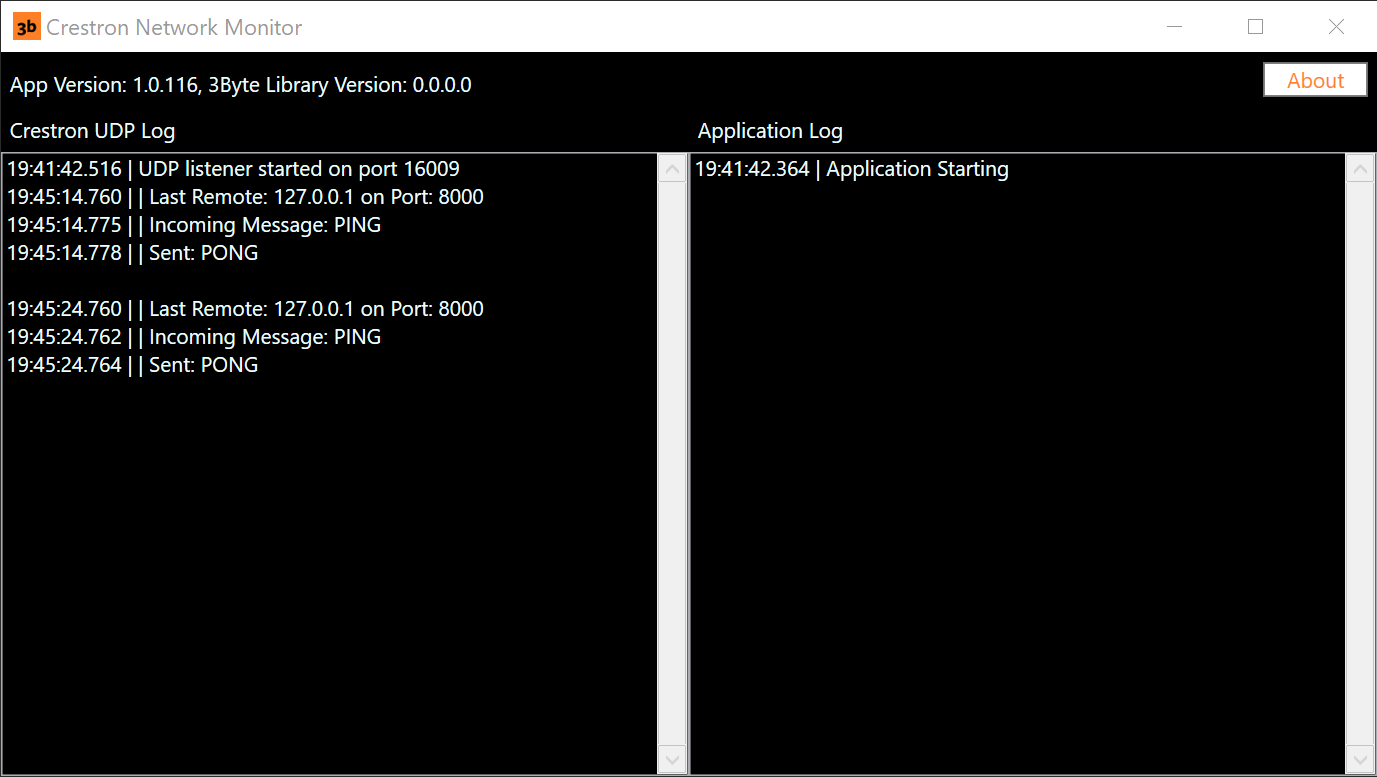 3b Crestron Network Monitor
App Version: 1.0.116, 3Byte Library Version: 0.0.0.0
About
Crestron UDP Log
19:41:42.516 | UDP listener started on port 16009
19:45:14.760 | | Last Remote: 127.0.0.1 on Port: 8000
19:45:14.775 | | Incoming Message: PING
19:45:14.778 | | Sent: PONG
19:45:24.760 | | Last Remote: 127.0.0.1 on Port: 8000
19:45:24.762 | | Incoming Message: PING
19:45:24.764 | | Sent: PONG
Application Log
19:41:42.364 | Application Starting